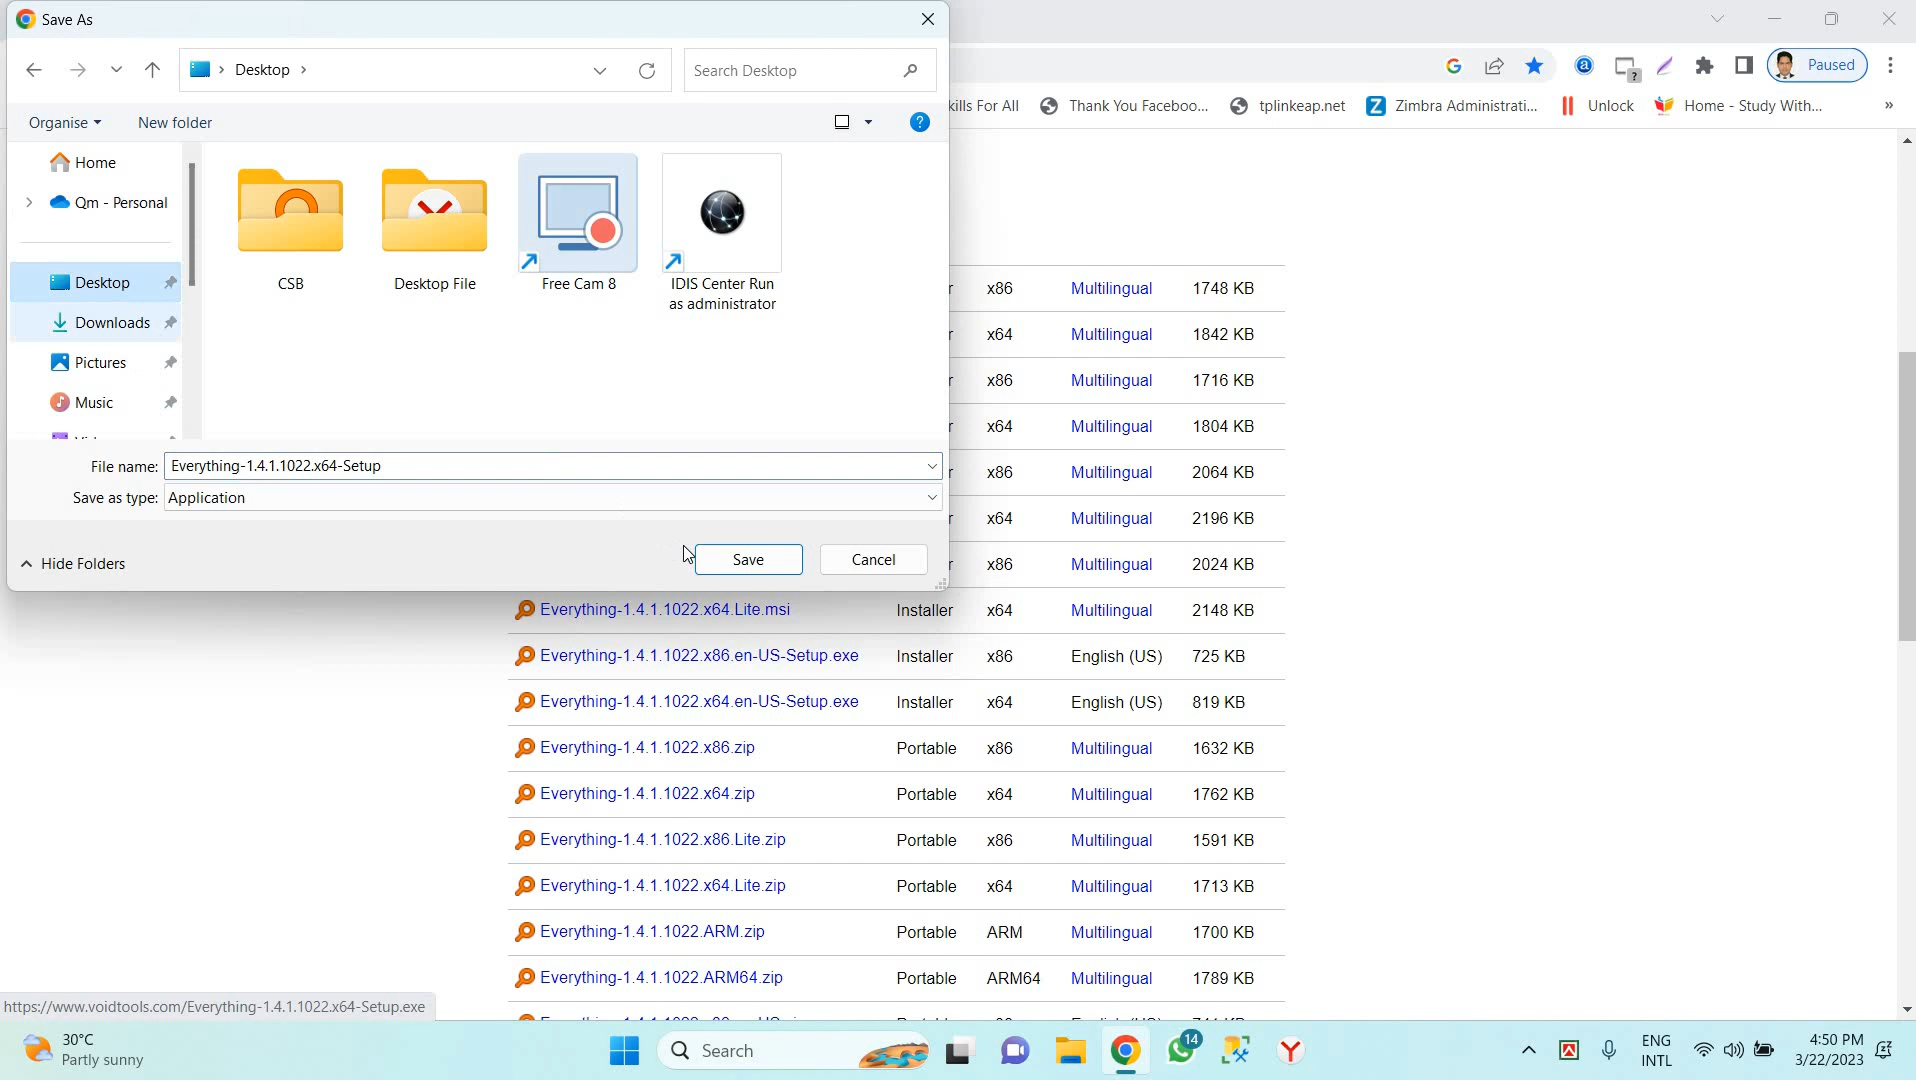 Save As
Desktop
Search Desktop
Paused
Organise
New folder
kills For All
Thank You Faceboo...
tplinkeap.net
Zimbra Administrati...
Unlock
Home - Study With...
Home
Qm - Personal
Desktop
Downloads
Pictures
Music
CSB
Desktop File
Free Cam 8
IDIS Center Run
as administrator
File name: Everything-1.4.1.1022.x64-Setup
Save as type: Application
Hide Folders
Save
Cancel
x86 Multilingual 1748 KB
x64 Multilingual 1842 KB
x86 Multilingual 1716 KB
x64 Multilingual 1804 KB
x86 Multilingual 2064 KB
x64 Multilingual 2196 KB
x86 Multilingual 2024 KB
Everything-1.4.1.1022.x64.Lite.msi Installer x64 Multilingual 2148 KB
Everything-1.4.1.1022.x86.en-US-Setup.exe Installer x86 English (US) 725 KB
Everything-1.4.1.1022.x64.en-US-Setup.exe Installer x64 English (US) 819 KB
Everything-1.4.1.1022.x86.zip Portable x86 Multilingual 1632 KB
Everything-1.4.1.1022.x64.zip Portable x64 Multilingual 1762 KB
Everything-1.4.1.1022.x86.Lite.zip Portable x86 Multilingual 1591 KB
Everything-1.4.1.1022.x64.Lite.zip Portable x64 Multilingual 1713 KB
Everything-1.4.1.1022.ARM.zip Portable ARM Multilingual 1700 KB
Everything-1.4.1.1022.ARM64.zip Portable ARM64 Multilingual 1789 KB
https://www.voidtools.com/Everything-1.4.1.1022.x64-Setup.exe
30°C
Partly sunny
Search
14
ENG
INTL
4:50 PM
3/22/2023